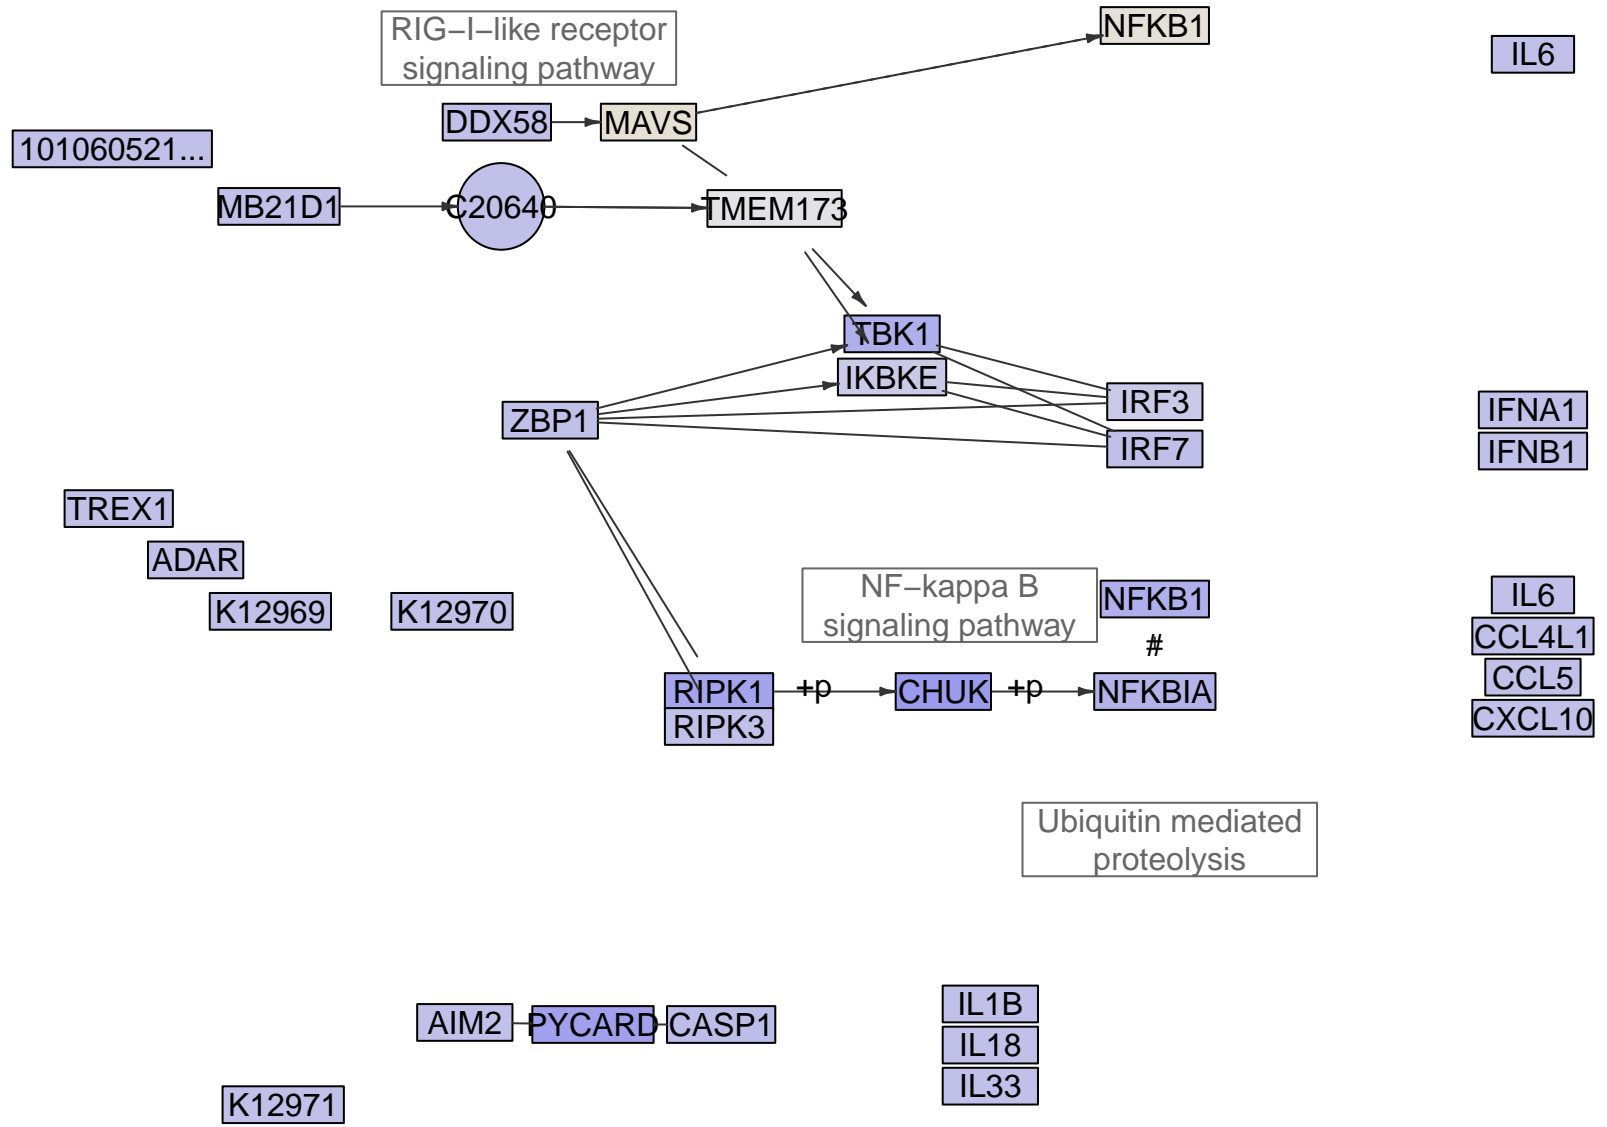 RIG−I−like receptor
signaling pathway
NFKB1
IL6
DDX58
MAVS
101060521...
MB21D1
C20640
TMEM173
TBK1
IKBKE
ZBP1
IRF3
IRF7
IFNA1
IFNB1
TREX1
ADAR
K12969
K12970
NF−kappa B
signaling pathway
NFKB1
#
IL6
CCL4L1
CCL5
CXCL10
RIPK1
+p
CHUK
+p
NFKBIA
RIPK3
Ubiquitin mediated
proteolysis
AIM2
PYCARD
CASP1
IL1B
IL18
IL33
K12971